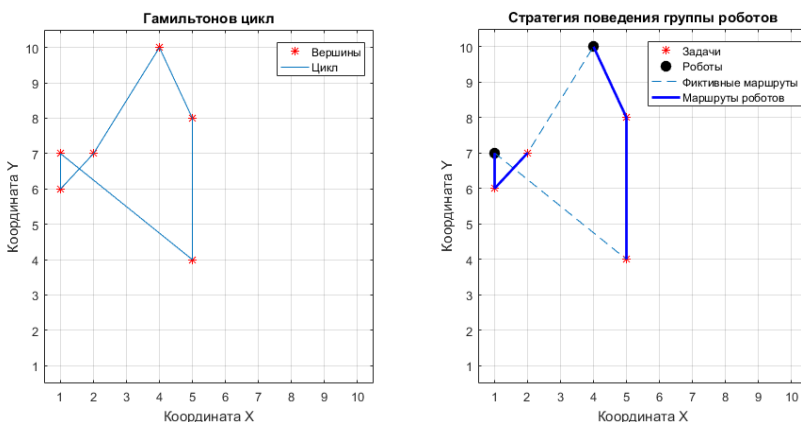 Гамильтонов цикл
Вершины
Цикл
Координата Y
10
9
8
7
6
5
4
3
2
1
1 2 3 4 5 6 7 8 9 10
Координата X
Стратегия поведения группы роботов
Задачи
Роботы
Фиктивные маршруты
Маршруты роботов
Координата Y
10
9
8
7
6
5
4
3
2
1
1 2 3 4 5 6 7 8 9 10
Координата X